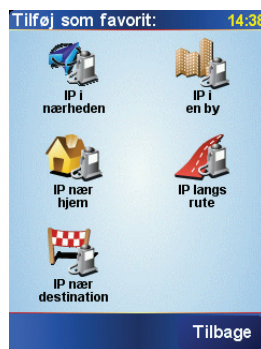 Tilføj som favorit: 14:38
IP i
nærheden
IP i
en by
IP nær
hjem
IP langs
rute
IP nær
destination
Tilbage